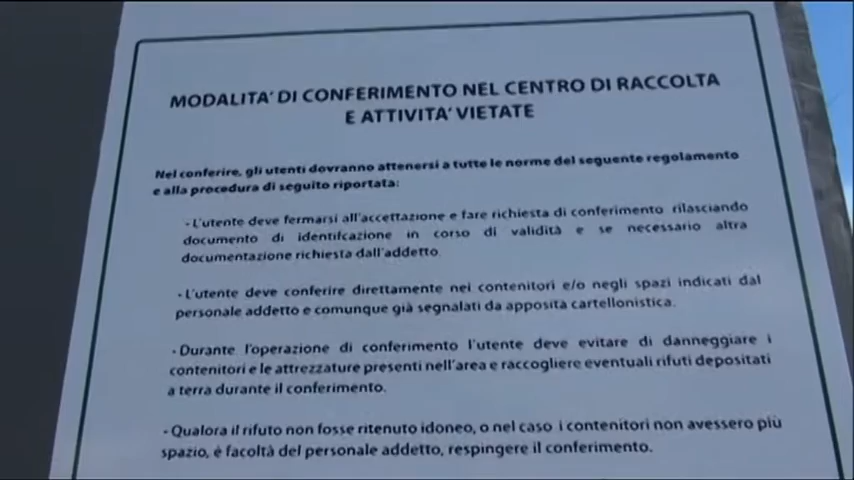 MODALITA' DI CONFERIMENTO NEL CENTRO DI RACCOLTA
E ATTIVITA' VIETATE
Nel conferire, gli utenti dovranno attenersi a tutte le norme del seguente regolamento
e alla procedura di seguito riportata:
- L'utente deve fermarsi all'accettazione e fare richiesta di conferimento rilasciando
documento di identifcazione in corso di validità e se necessario altra
documentazione richiesta dall'addetto.
- L'utente deve conferire direttamente nei contenitori e/o negli spazi indicati dal
personale addetto e comunque già segnalati da apposita cartellonistica.
- Durante l'operazione di conferimento l'utente deve evitare di danneggiare i
contenitori e le attrezzature presenti nell'area e raccogliere eventuali rifiuti depositati
a terra durante il conferimento.
- Qualora il rifuto non fosse ritenuto idoneo, o nel caso i contenitori non avessero più
spazio, è facoltà del personale addetto, respingere il conferimento.